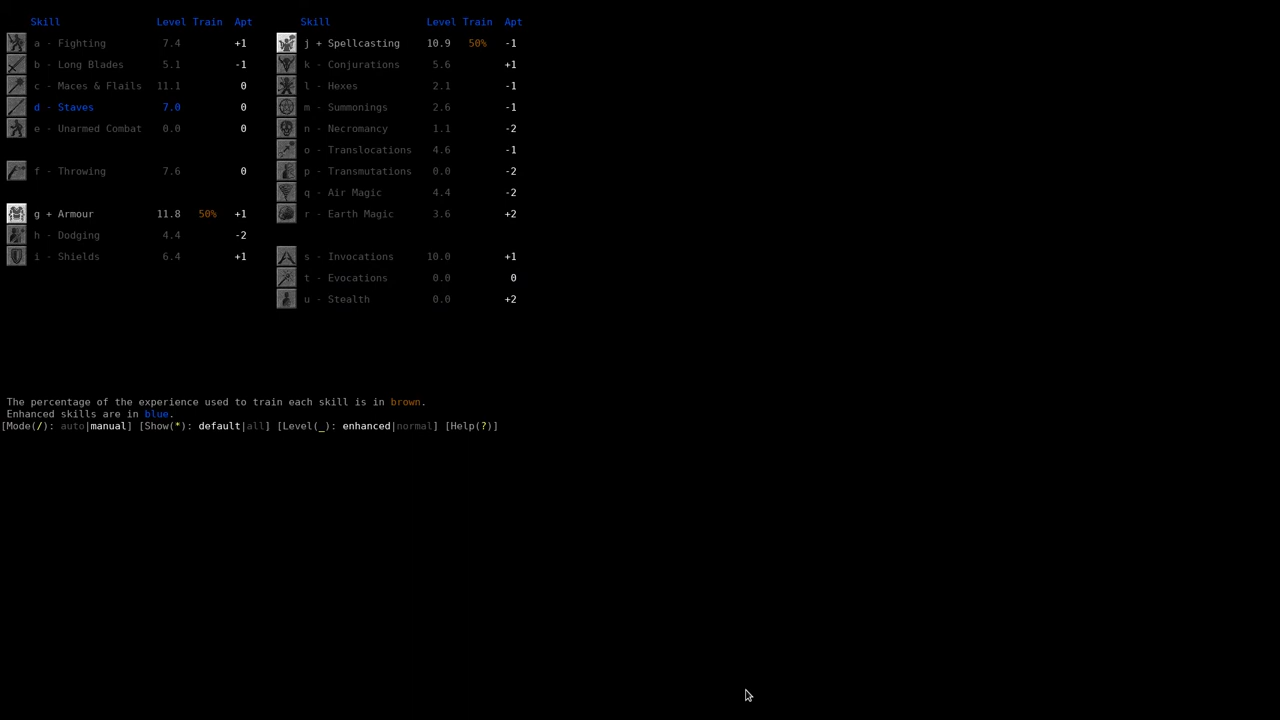 Skill Level Train Apt Skill Level Train Apt
a - Fighting 7.4 +1 j + Spellcasting 10.9 50% -1
b - Long Blades 5.1 -1 k - Conjurations 5.6 +1
c - Maces & Flails 11.1 0 l - Hexes 2.1 -1
d - Staves 7.0 0 m - Summonings 2.6 -1
e - Unarmed Combat 0.0 0 n - Necromancy 1.1 -2
o - Translocations 4.6 -1
f - Throwing 7.6 0 p - Transmutations 0.0 -2
q - Air Magic 4.4 -2
g + Armour 11.8 50% +1 r - Earth Magic 3.6 +2
h - Dodging 4.4 -2
i - Shields 6.4 +1 s - Invocations 10.0 +1
t - Evocations 0.0 0
u - Stealth 0.0 +2
The percentage of the experience used to train each skill is in brown.
Enhanced skills are in blue.
[Mode(/): auto|manual] [Show(*): default|all] [Level(_): enhanced|normal] [Help(?)]